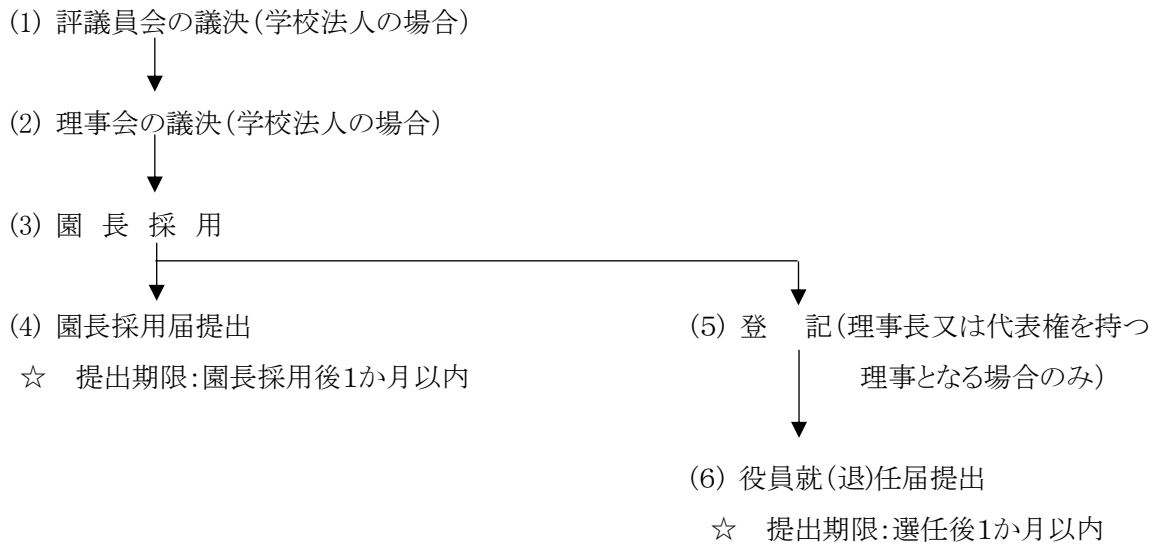 (1) 評議員会の議決(学校法人の場合)
(2) 理事会の議決(学校法人の場合)
(3) 園 長 採 用
(4) 園長採用届提出
☆ 提出期限:園長採用後1か月以内
(5) 登 記(理事長又は代表権を持つ
理事となる場合のみ)
(6) 役員就(退)任届提出
☆ 提出期限:選任後1か月以内